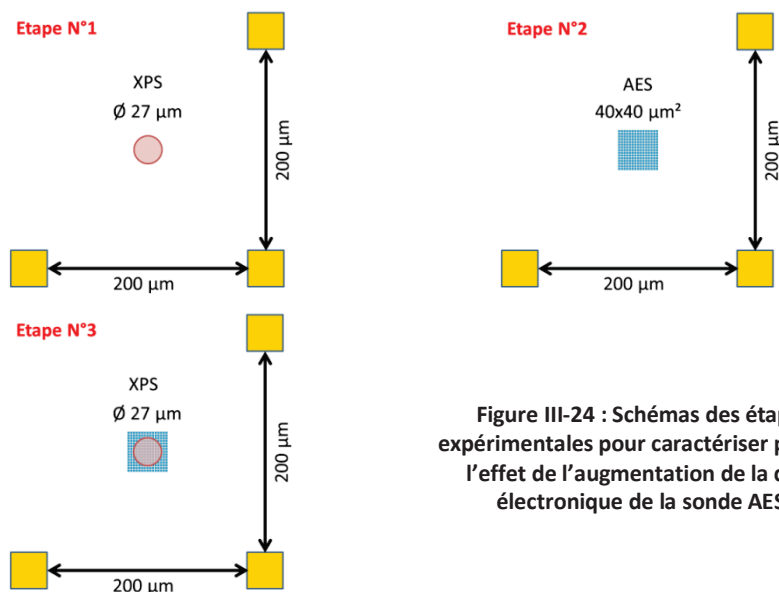 Etape N°1
XPS
Ø 27 µm
200 µm
200 µm
Etape N°2
AES
40x40 µm²
200 µm
200 µm
Etape N°3
XPS
Ø 27 µm
200 µm
200 µm
Figure III-24 : Schémas des
expérimentales pour caractériser
l’effet de l’augmentation de la
électronique de la sonde AES